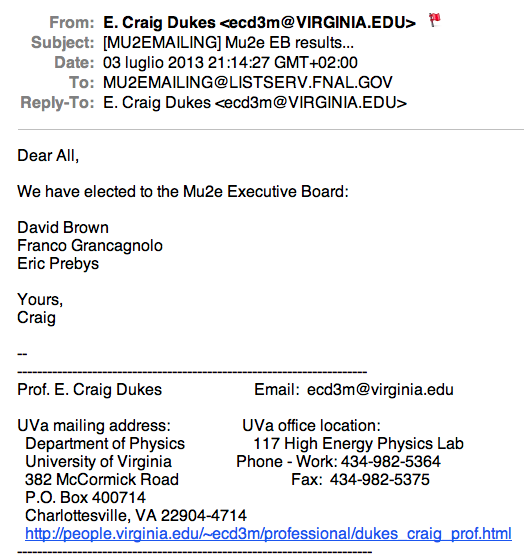 From: E. Craig Dukes <ecd3m@VIRGINIA.EDU>
Subject: [MU2EMAILING] Mu2e EB results...
Date: 03 luglio 2013 21:14:27 GMT+02:00
To: MU2EMAILING@LISTSERV.FNAL.GOV
Reply-To: E. Craig Dukes <ecd3m@VIRGINIA.EDU>
Dear All,
We have elected to the Mu2e Executive Board:
David Brown
Franco Grancagnolo
Eric Prebys
Yours,
Craig
--
----------------------------------------------------------------------
Prof. E. Craig Dukes Email: ecd3m@virginia.edu
UVa mailing address: UVa office location:
Department of Physics 117 High Energy Physics Lab
University of Virginia Phone - Work: 434-982-5364
382 McCormick Road Fax: 434-982-5375
P.O. Box 400714
Charlottesville, VA 22904-4714
http://people.virginia.edu/~ecd3m/professional/dukes_craig_prof.html
-----------------------------------------------------------------------